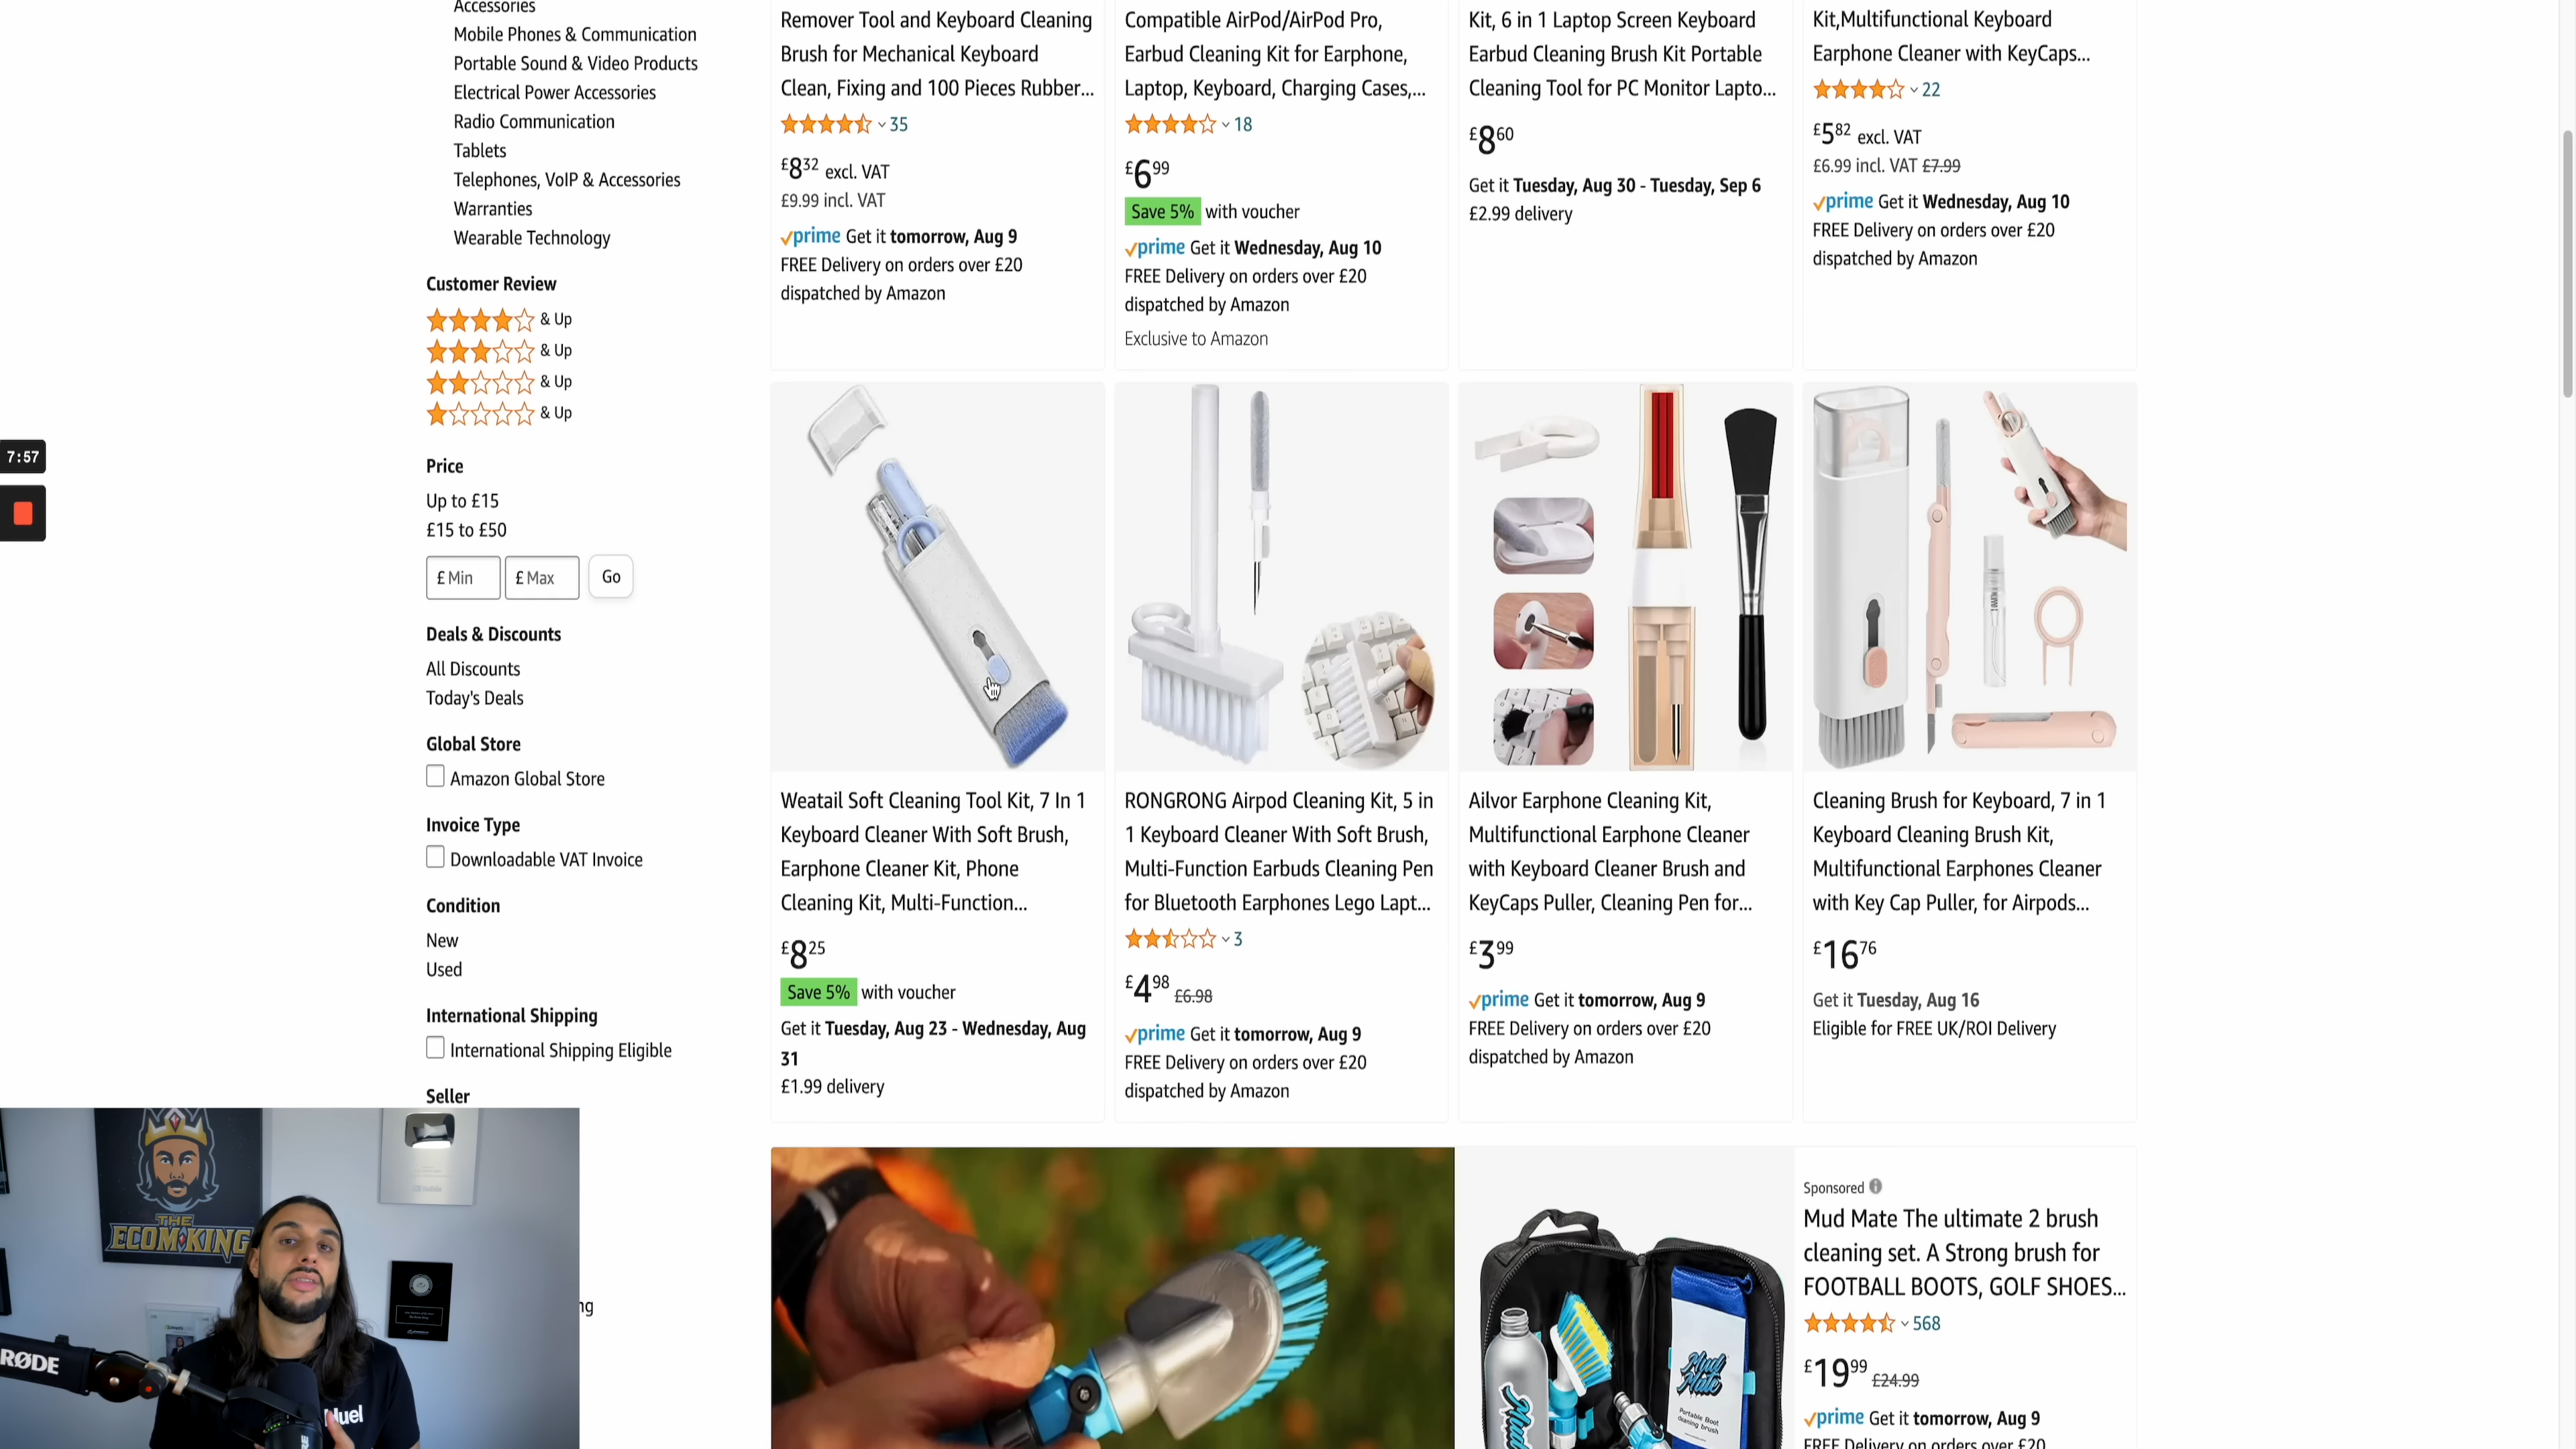 Accessories
Mobile Phones & Communication
Portable Sound & Video Products
Electrical Power Accessories
Radio Communication
Tablets
Telephones, VoIP & Accessories
Warranties
Wearable Technology
Customer Review
& Up
& Up
& Up
& Up
Price
Up to £15
£15 to £50
£ Min
£ Max
Go
Deals & Discounts
All Discounts
Today's Deals
Global Store
Amazon Global Store
Invoice Type
Downloadable VAT Invoice
Condition
New
Used
International Shipping
International Shipping Eligible
Seller
ng
7:57
Remover Tool and Keyboard Cleaning
Brush for Mechanical Keyboard
Clean, Fixing and 100 Pieces Rubber...
35
£8.32 excl. VAT
£9.99 incl. VAT
prime Get it tomorrow, Aug 9
FREE Delivery on orders over £20
dispatched by Amazon
Compatible AirPod/AirPod Pro,
Earbud Cleaning Kit for Earphone,
Laptop, Keyboard, Charging Cases,...
18
£6.99
Save 5% with voucher
prime Get it Wednesday, Aug 10
FREE Delivery on orders over £20
dispatched by Amazon
Exclusive to Amazon
Kit, 6 in 1 Laptop Screen Keyboard
Earbud Cleaning Brush Kit Portable
Cleaning Tool for PC Monitor Lapto...
£8.60
Get it Tuesday, Aug 30 - Tuesday, Sep 6
£2.99 delivery
Kit,Multifunctional Keyboard
Earphone Cleaner with KeyCaps...
22
£5.82 excl. VAT
£6.99 incl. VAT £7.99
prime Get it Wednesday, Aug 10
FREE Delivery on orders over £20
dispatched by Amazon
Weatail Soft Cleaning Tool Kit, 7 In 1
Keyboard Cleaner With Soft Brush,
Earphone Cleaner Kit, Phone
Cleaning Kit, Multi-Function...
£8.25
Save 5% with voucher
Get it Tuesday, Aug 23 - Wednesday, Aug
31
£1.99 delivery
RONGRONG Airpod Cleaning Kit, 5 in
1 Keyboard Cleaner With Soft Brush,
Multi-Function Earbuds Cleaning Pen
for Bluetooth Earphones Lego Lapt...
3
£4.98 £6.98
prime Get it tomorrow, Aug 9
FREE Delivery on orders over £20
dispatched by Amazon
Ailvor Earphone Cleaning Kit,
Multifunctional Earphone Cleaner
with Keyboard Cleaner Brush and
KeyCaps Puller, Cleaning Pen for...
£3.99
prime Get it tomorrow, Aug 9
FREE Delivery on orders over £20
dispatched by Amazon
Cleaning Brush for Keyboard, 7 in 1
Keyboard Cleaning Brush Kit,
Multifunctional Earphones Cleaner
with Key Cap Puller, for Airpods...
£16.76
Get it Tuesday, Aug 16
Eligible for FREE UK/ROI Delivery
Sponsored
Mud Mate The ultimate 2 brush
cleaning set. A Strong brush for
FOOTBALL BOOTS, GOLF SHOES...
568
£19.99 £24.99
prime Get it tomorrow, Aug 9
FREE Delivery on orders over £20
Mud
Mate
Portable Boot
cleaning brush
THE
ECOM KING
RØDE